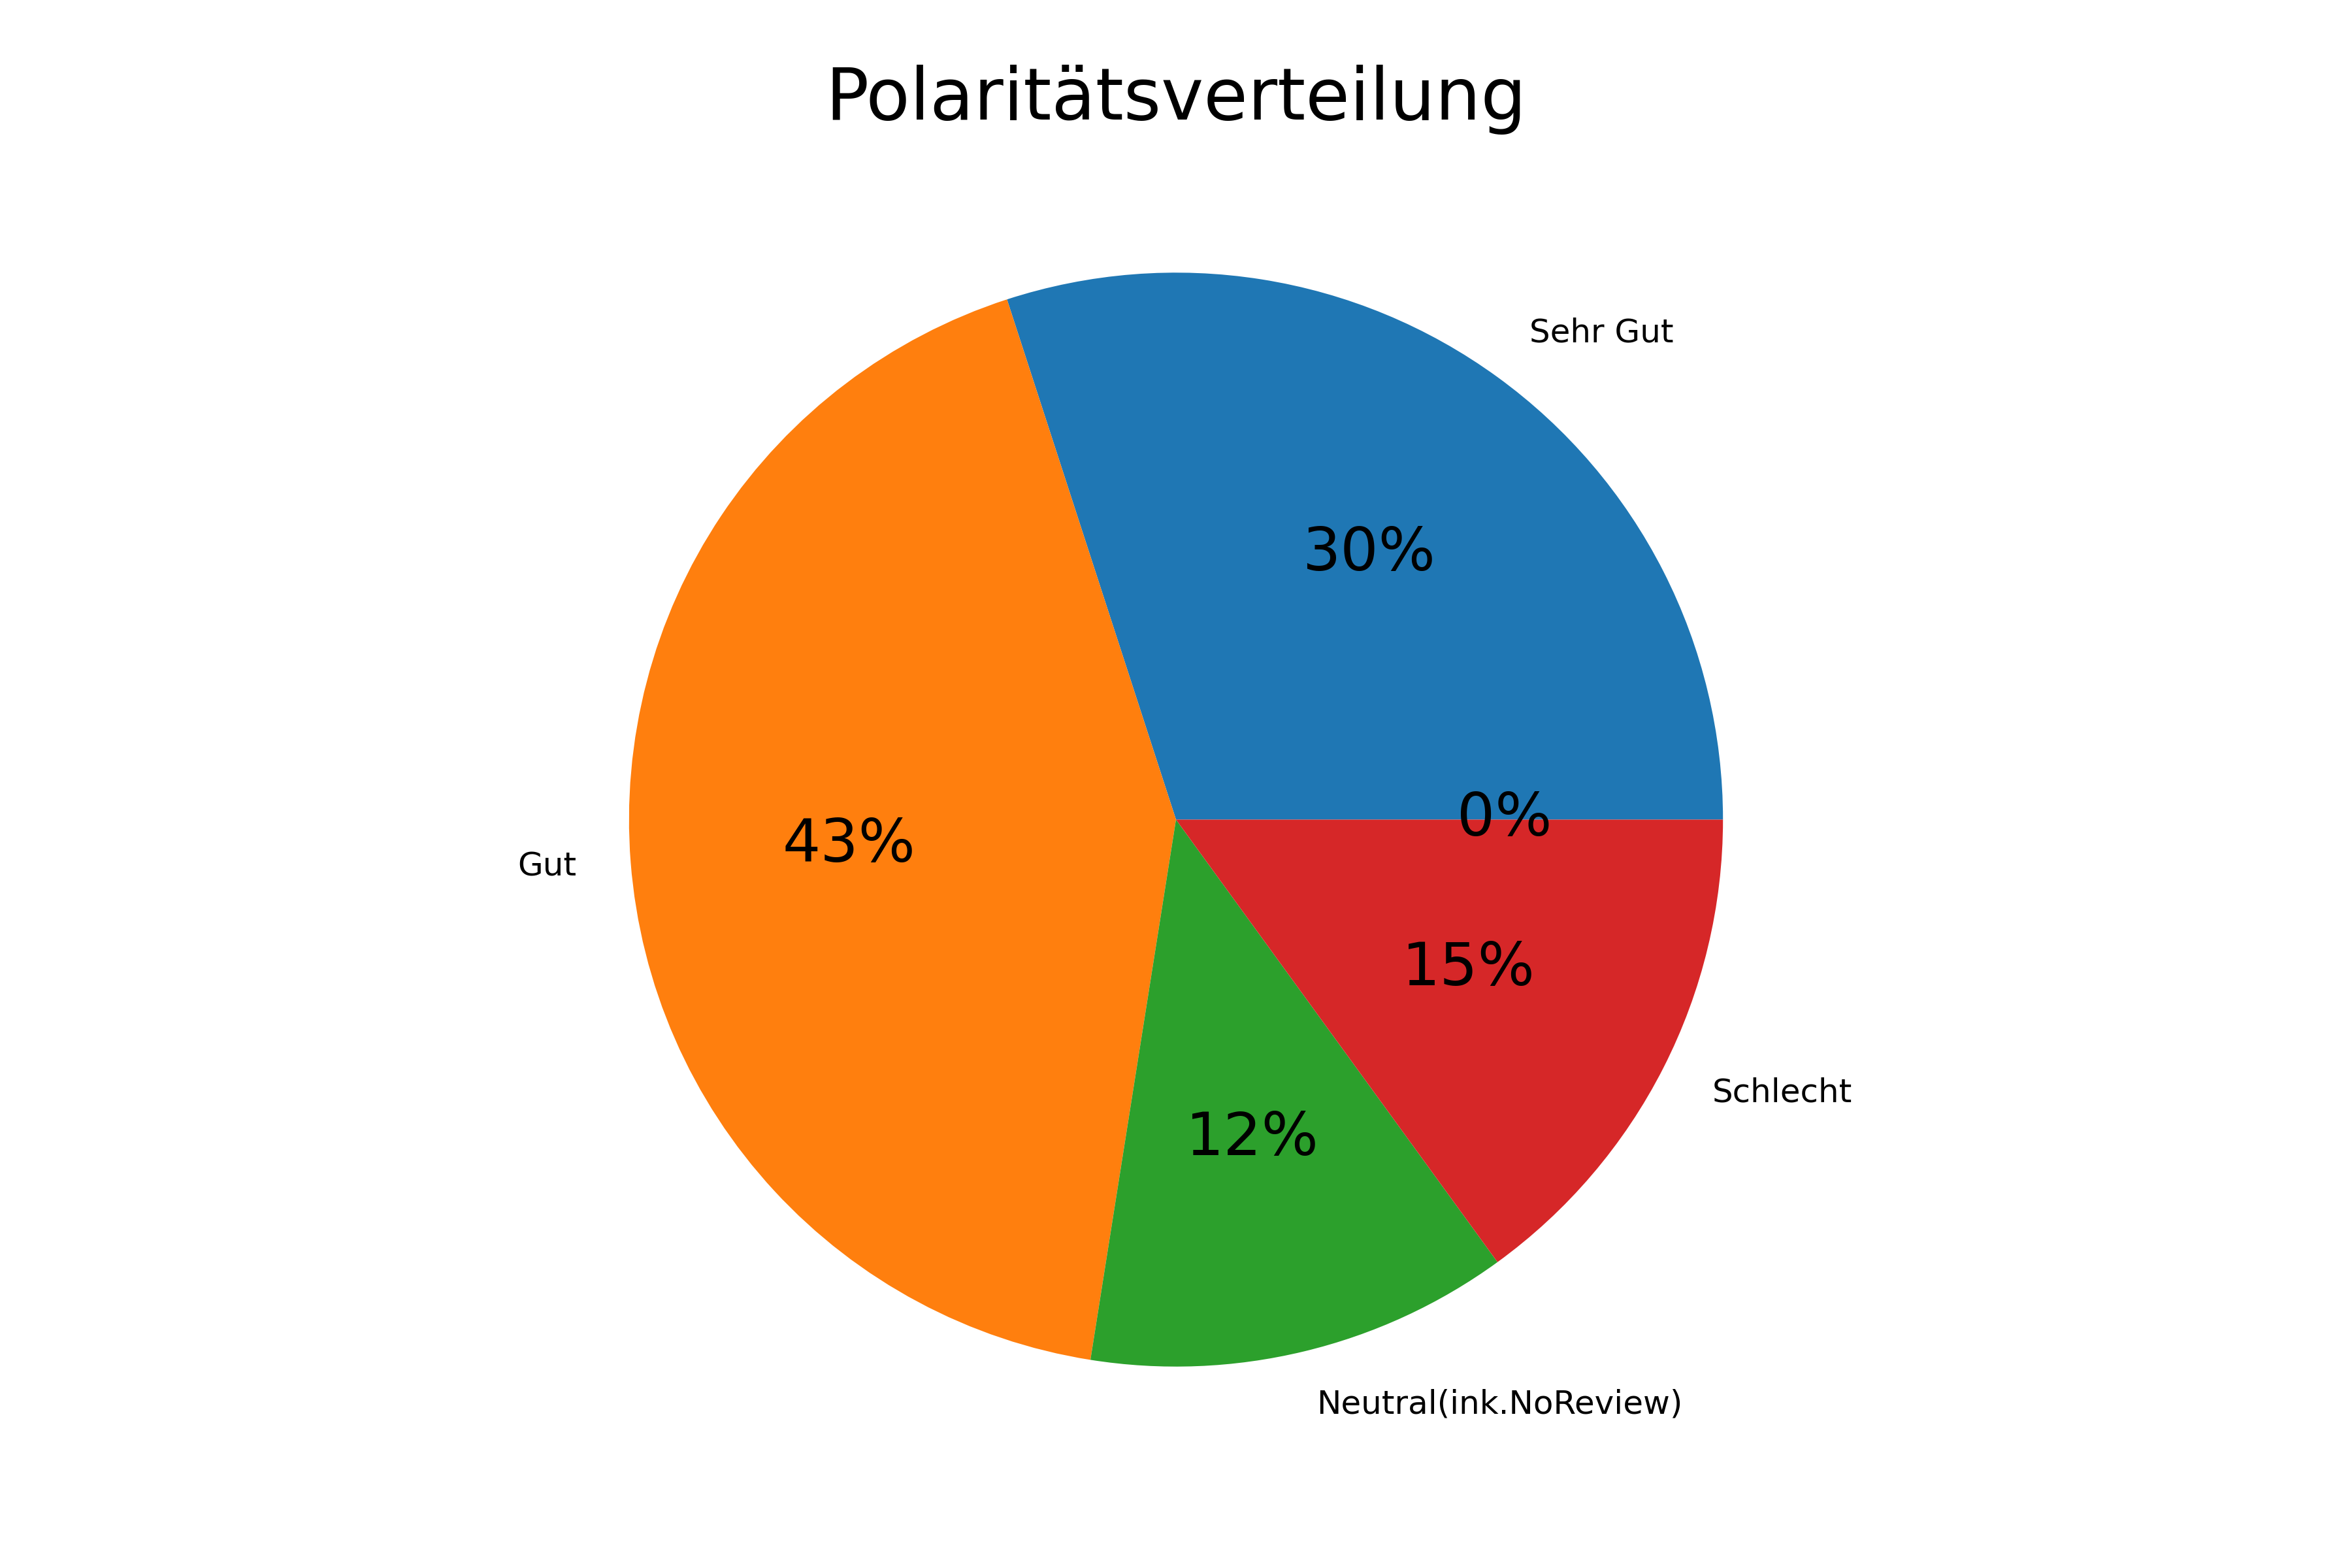 Polaritätsverteilung
Sehr Gut
30%
0%
43%
Gut
15%
Schlecht
12%
Neutral(ink.NoReview)